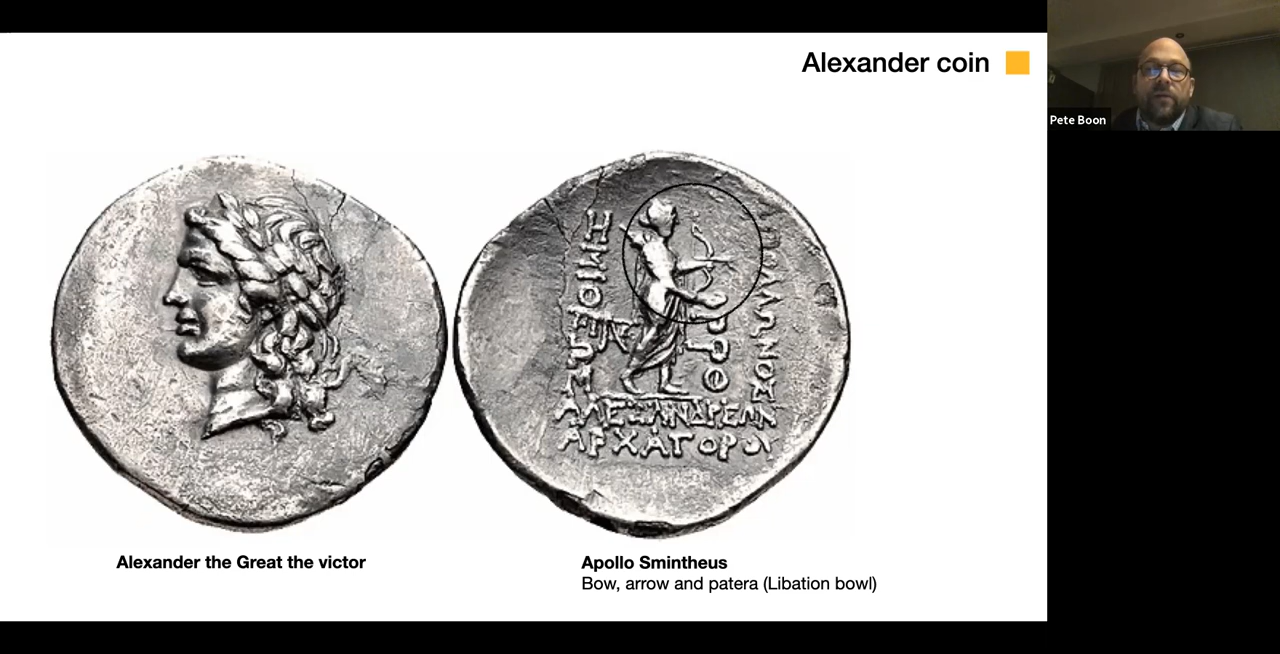 Alexander coin
Pete Boon
ΑΠΟΛΛΩΝΟΣ
ΑΛΕΞΑΝΔΡΕΩΝ
ΑΡΧΑΓΟΡΟΥ
Alexander the Great the victor
Apollo Smintheus
Bow, arrow and patera (Libation bowl)